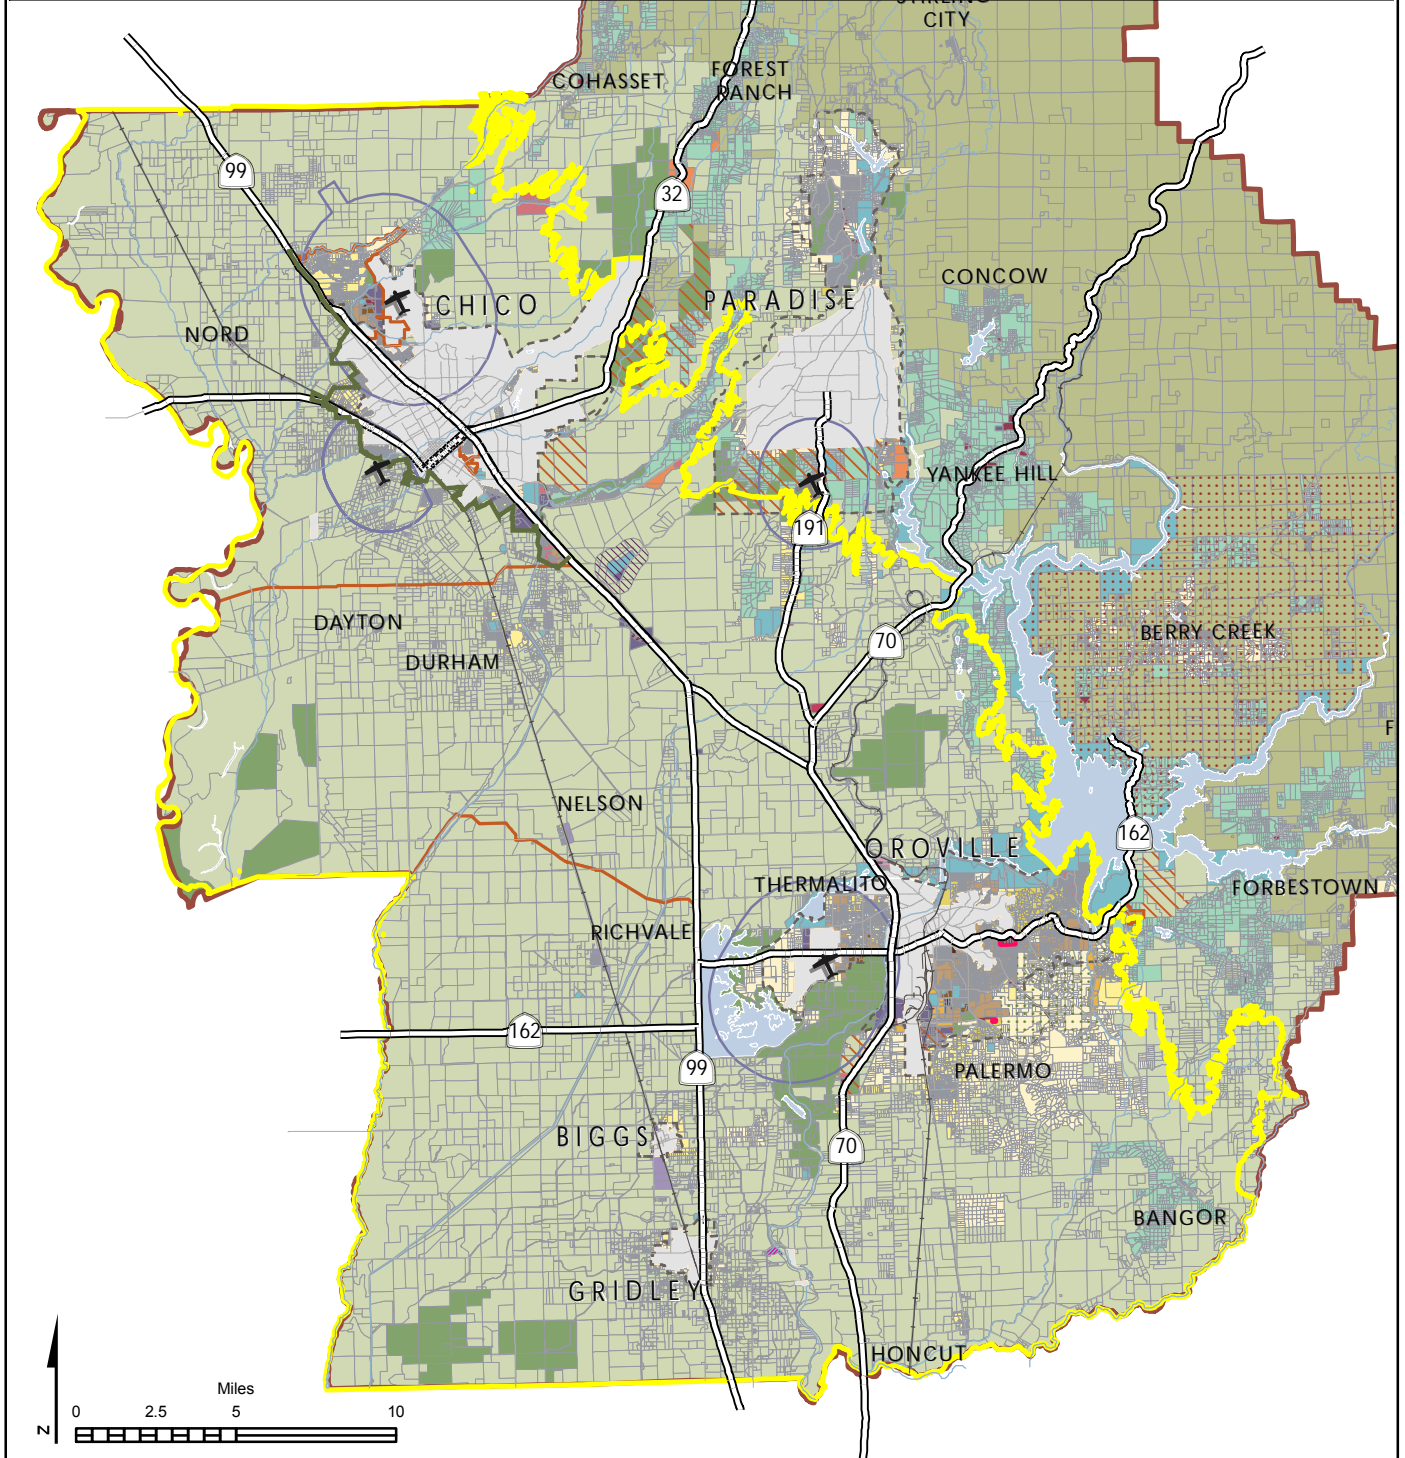 CITY
COHASSET
FOREST
RANCH
99
32
CONCOW
PARADISE
CHICO
NORD
YANKEE HILL
191
DAYTON
BERRY CREEK
70
DURHAM
NELSON
162
OROVILLE
THERMALITO
FORBESTOWN
RICHVALE
162
99
PALERMO
BIGGS
70
BANGOR
GRIDLEY
HONCUT
Miles
0 2.5 5 10
N